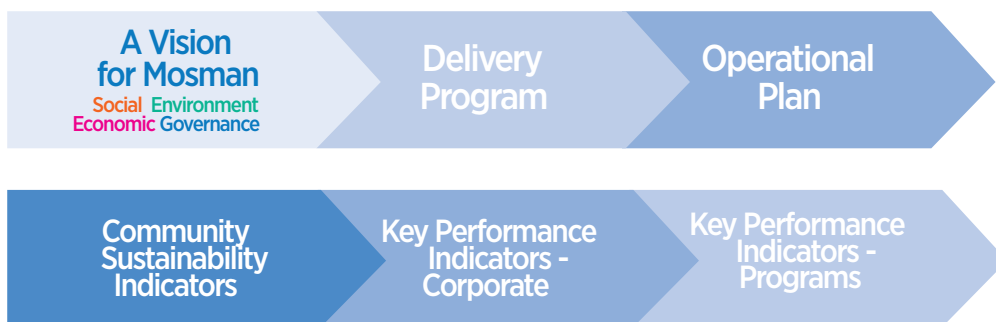 A Vision
for Mosman
Social Environment
Economic Governance
Delivery
Program
Operational
Plan
Community
Sustainability
Indicators
Key Performance
Indicators -
Corporate
Key Performance
Indicators -
Programs